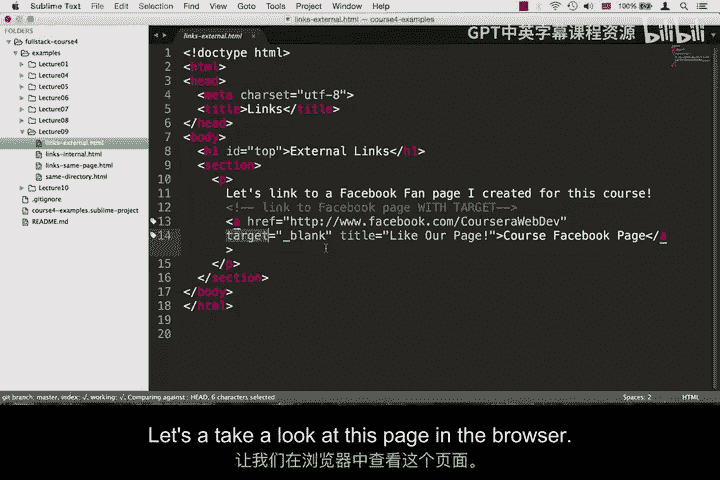 Sublime Text File Edit Selection Find View Goto Tools Project Window Help
100%
links-external.html — course4-examples
GPT中英字幕课程资源 bilibili
FOLDERS
fullstack-course4
examples
Lecture01
Lecture04
Lecture05
Lecture06
Lecture07
Lecture08
Lecture09
links-external.html
links-internal.html
links-same-page.html
same-directory.html
Lecture10
.gitignore
course4-examples.sublime-project
README.md
links-external.html
1 <!doctype html>
2 <html>
3 <head>
4 <meta charset="utf-8">
5 <title>Links</title>
6 </head>
7 <body>
8 <h1 id="top">External Links</h1>
9 <section>
10 <p>
11 Let's link to a Facebook Fan page I created for this course!
12 <!-- link to Facebook page WITH TARGET-->
13 <a href="http://www.facebook.com/CourseraWebDev"
14 target="_blank" title="Like Our Page!">Course Facebook Page</a
>
15 </p>
16 </section>
17 </body>
18 </html>
19
20
git branch: master, index: √, working: √, Comparing against : HEAD, 6 characters selected
Spaces: 2
HTML
Let's a take a look at this page in the browser.
让我们在浏览器中查看这个页面。